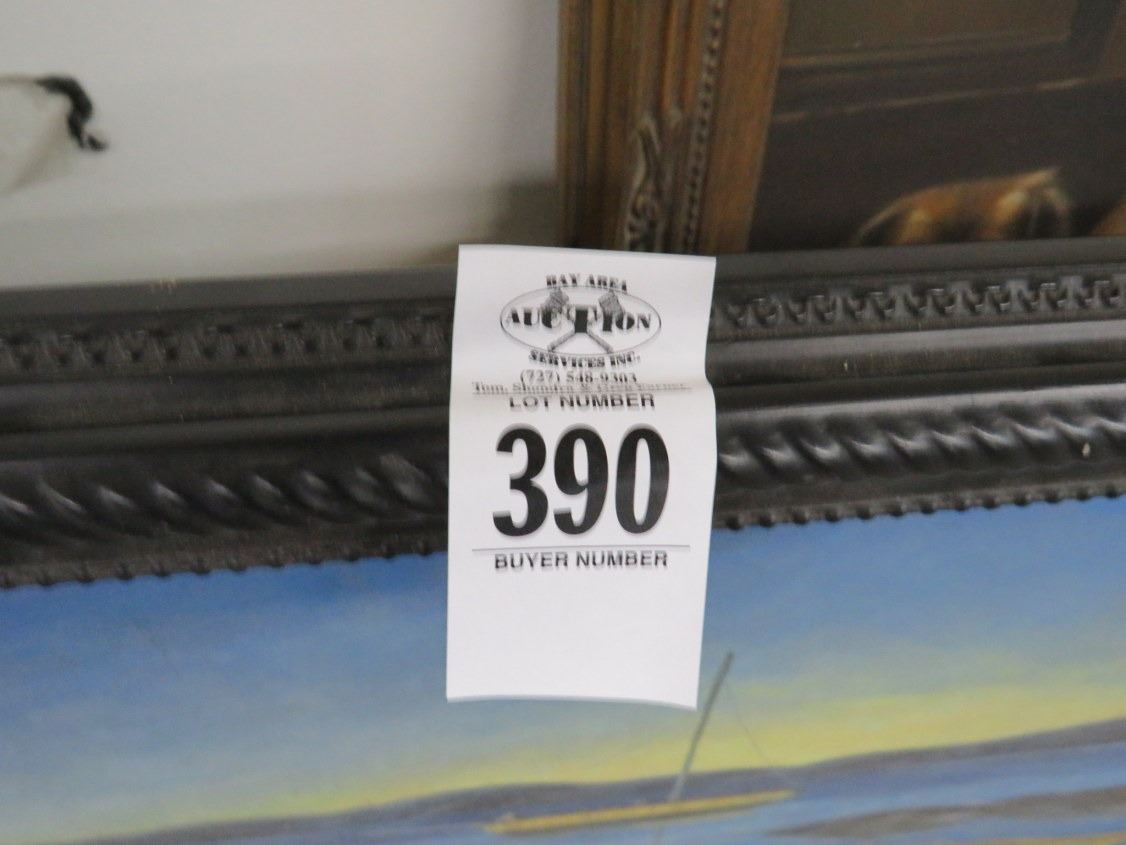 BAY AREA
AUCTION
SERVICES INC.
(727) 548-9303
LOT NUMBER
390
BUYER NUMBER